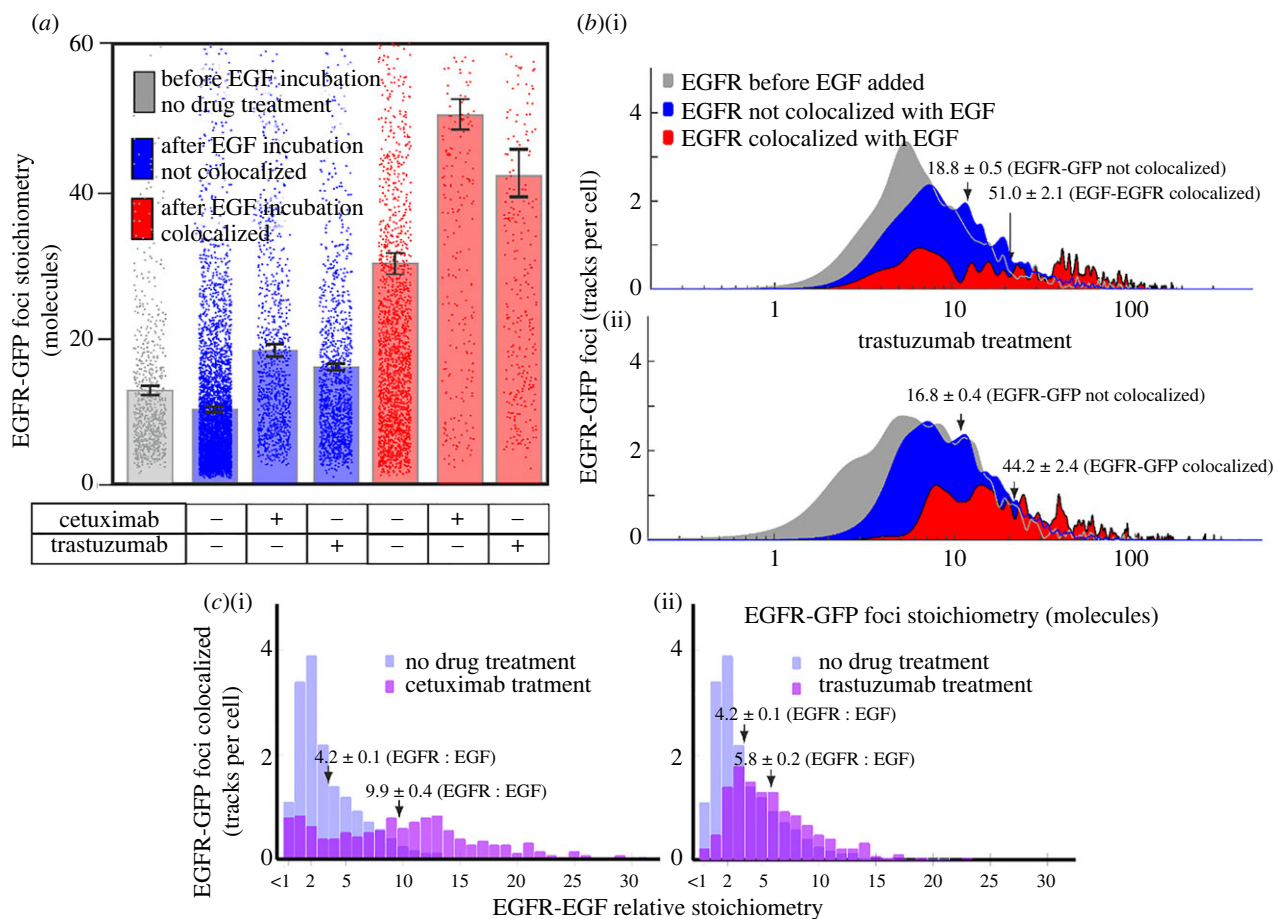 (a)
60
40
20
0
EGFR-GFP foci stoichiometry
(molecules)
before EGF incubation
no drug treatment
after EGF incubation
not colocalized
after EGF incubation
colocalized
cetuximab – + – – + –
trastuzumab – – + – – +
(b)(i)
EGFR before EGF added
EGFR not colocalized with EGF
EGFR colocalized with EGF
18.8 ± 0.5 (EGFR-GFP not colocalized)
51.0 ± 2.1 (EGF-EGFR colocalized)
4
2
0
1 10 100
EGFR-GFP foci (tracks per cell)
(ii)
trastuzumab treatment
16.8 ± 0.4 (EGFR-GFP not colocalized)
44.2 ± 2.4 (EGFR-GFP colocalized)
4
2
0
1 10 100
EGFR-GFP foci stoichiometry (molecules)
(c)(i)
EGFR-GFP foci colocalized
(tracks per cell)
4
2
0
no drug treatment
cetuximab tratment
4.2 ± 0.1 (EGFR : EGF)
9.9 ± 0.4 (EGFR : EGF)
<1 2 5 10 15 20 25 30
(ii)
4
2
0
no drug treatment
trastuzumab treatment
4.2 ± 0.1 (EGFR : EGF)
5.8 ± 0.2 (EGFR : EGF)
<1 2 5 10 15 20 25 30
EGFR-EGF relative stoichiometry